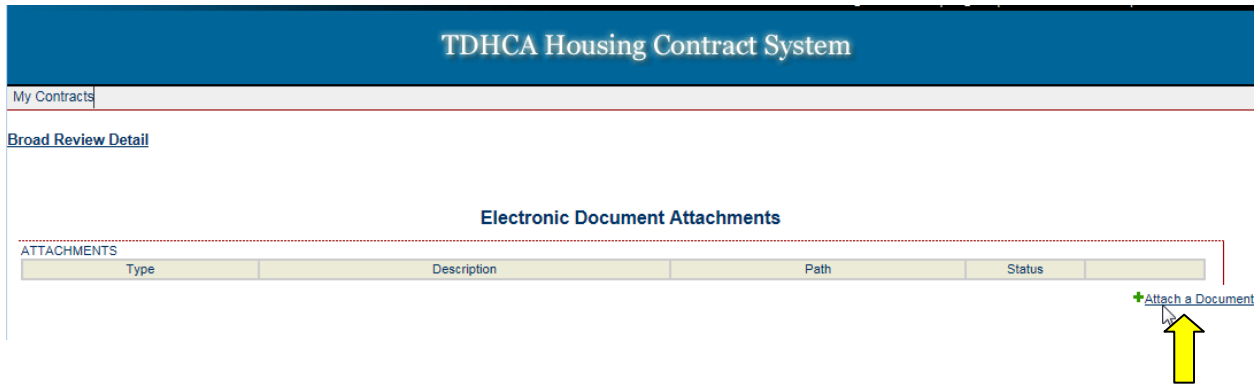 TDHCA Housing Contract System
My Contracts
Broad Review Detail
Electronic Document Attachments
ATTACHMENTS
Type Description Path Status
Attach a Document